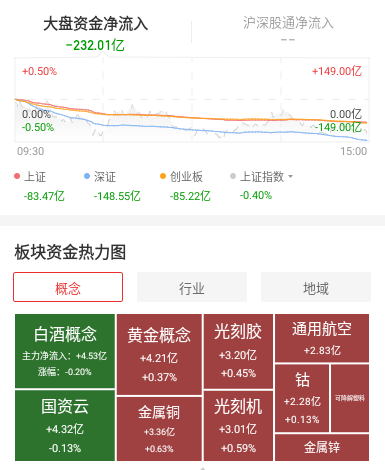 大盘资金净流入
沪深股通净流入
-232.01亿
--
+0.50%
+149.00亿
0.00%
0.00亿
-0.50%
-149.00亿
09:30
15:00
上证
深证
创业板
上证指数
-83.47亿
-148.55亿
-85.22亿
-0.40%
板块资金热力图
概念
行业
地域
白酒概念
主力净流入：+4.53亿
涨幅：-0.20%
国资云
+4.32亿
-0.13%
黄金概念
+4.21亿
+0.37%
金属铜
+3.36亿
+0.63%
光刻胶
+3.20亿
+0.45%
光刻机
+3.01亿
+0.59%
通用航空
+2.83亿
钴
+2.28亿
+0.13%
可降解塑料
金属锌